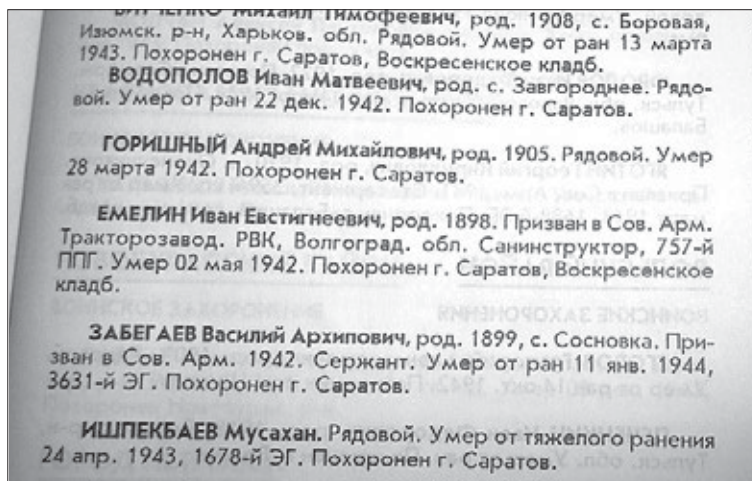 Михаил Тимофеевич, род. 1908, с. Боровая,
Изюмск. р-н, Харьков. обл. Рядовой. Умер от ран 13 марта
1943. Похоронен г. Саратов, Воскресенское кладб.
ВОДОПОЛОВ Иван Матвеевич, род. с. Завгороднее. Рядо-
вой. Умер от ран 22 дек. 1942. Похоронен г. Саратов.
ГОРИШНЫЙ Андрей Михайлович, род. 1905. Рядовой. Умер
28 марта 1942. Похоронен г. Саратов.
ЕМЕЛИН Иван Евстигнеевич, род. 1898. Призван в Сов. Арм.
Тракторозавод. РВК, Волгоград. обл. Санинструктор, 757-й
ППГ. Умер 02 мая 1942. Похоронен г. Саратов, Воскресенское
кладб.
ЗАБЕГАЕВ Василий Архипович, род. 1899, с. Сосновка. При-
зван в Сов. Арм. 1942. Сержант. Умер от ран 11 янв. 1944,
3631-й ЭГ. Похоронен г. Саратов.
ИШПЕКБАЕВ Мусахан. Рядовой. Умер от тяжелого ранения
24 апр. 1943, 1678-й ЭГ. Похоронен г. Саратов.